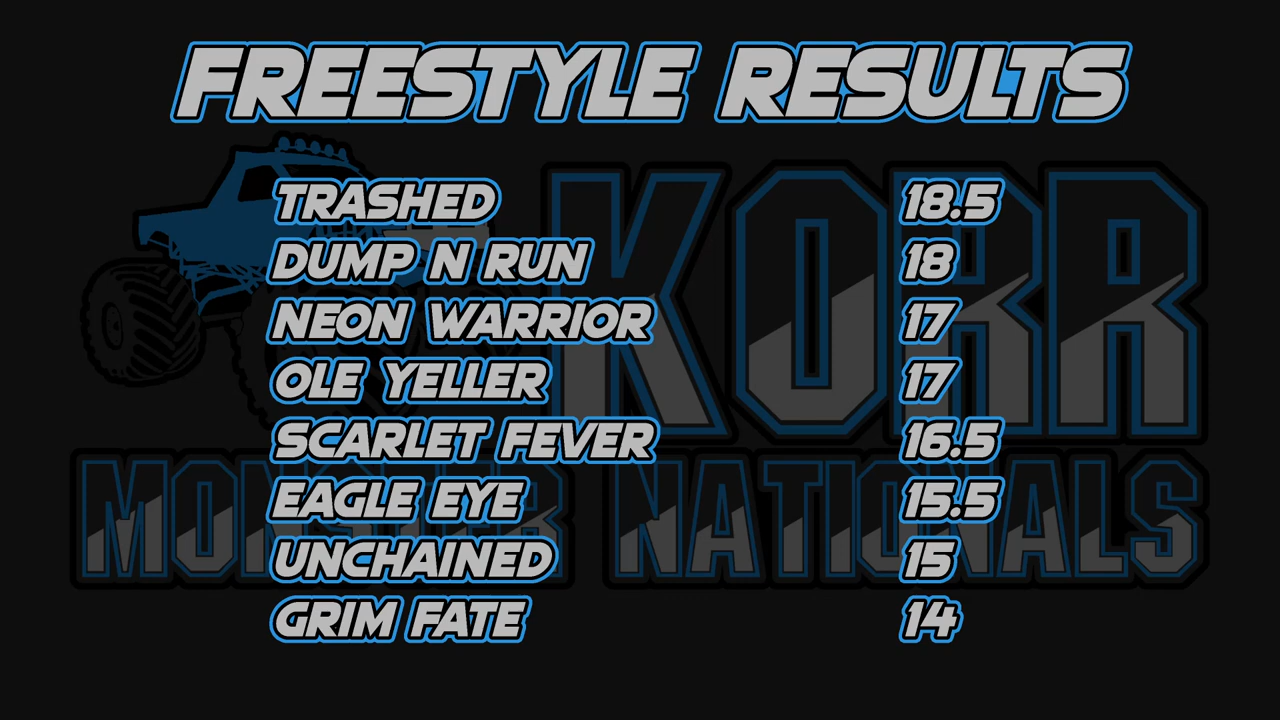 FREESTYLE RESULTS
KORR
MONSTER NATIONALS
TRASHED 18.5
DUMP N RUN 18
NEON WARRIOR 17
OLE YELLER 17
SCARLET FEVER 16.5
EAGLE EYE 15.5
UNCHAINED 15
GRIM FATE 14